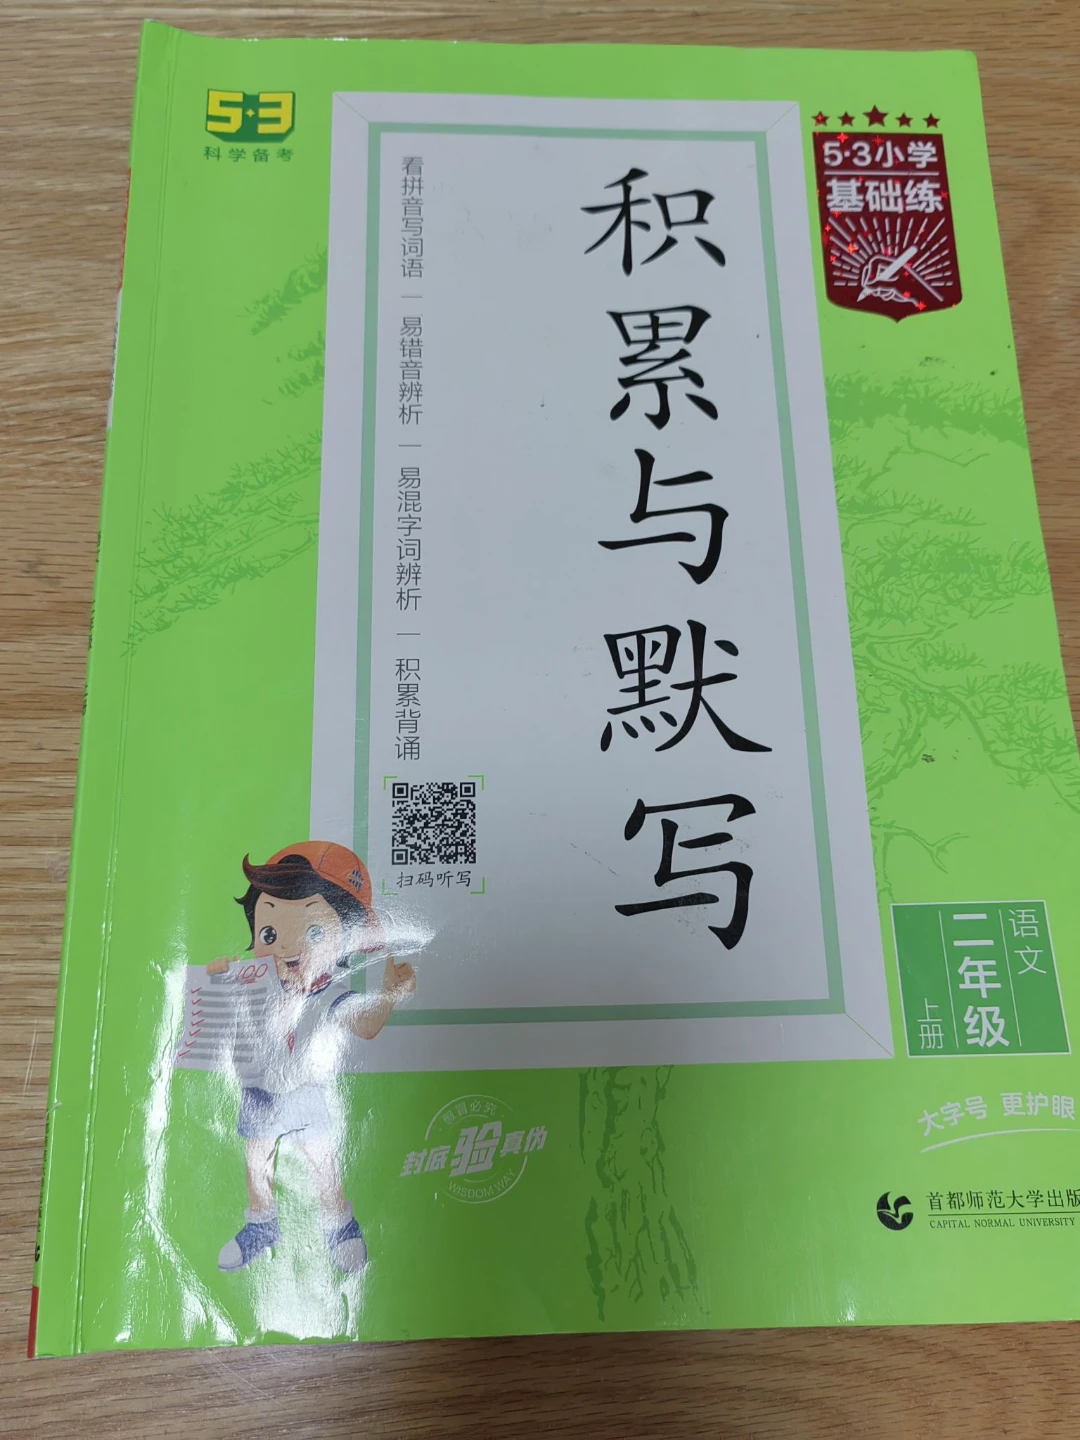 5·3
科学备考
5·3小学
基础练
积累与默写
看拼音写词语｜易错音辨析｜易混字词辨析｜积累背诵
扫码听写
100
语文
二年级
上册
大字号 更护眼
封底验真伪
WISDOM WAY
首都师范大学出版
CAPITAL NORMAL UNIVERSITY